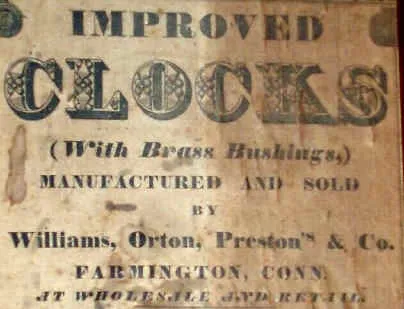 IMPROVED
CLOCKS
(With Brass Bushings,)
MANUFACTURED AND SOLD
BY
Williams, Orton, Preston's & Co.
FARMINGTON, CONN.
AT WHOLESALE AND RETAIL.